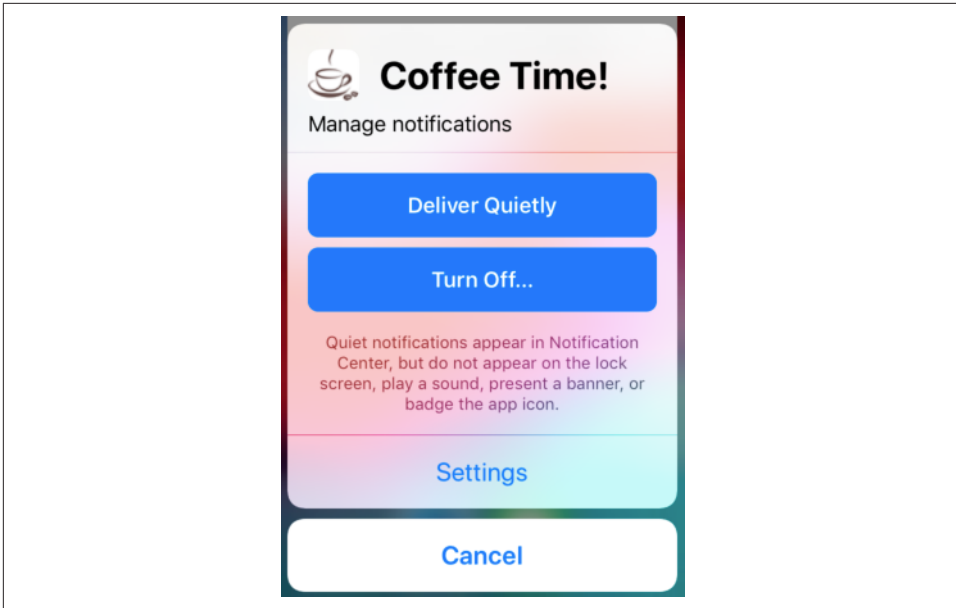 Coffee Time!
Manage notifications
Deliver Quietly
Turn Off...
Quiet notifications appear in Notification
Center, but do not appear on the lock
screen, play a sound, present a banner, or
badge the app icon.
Settings
Cancel